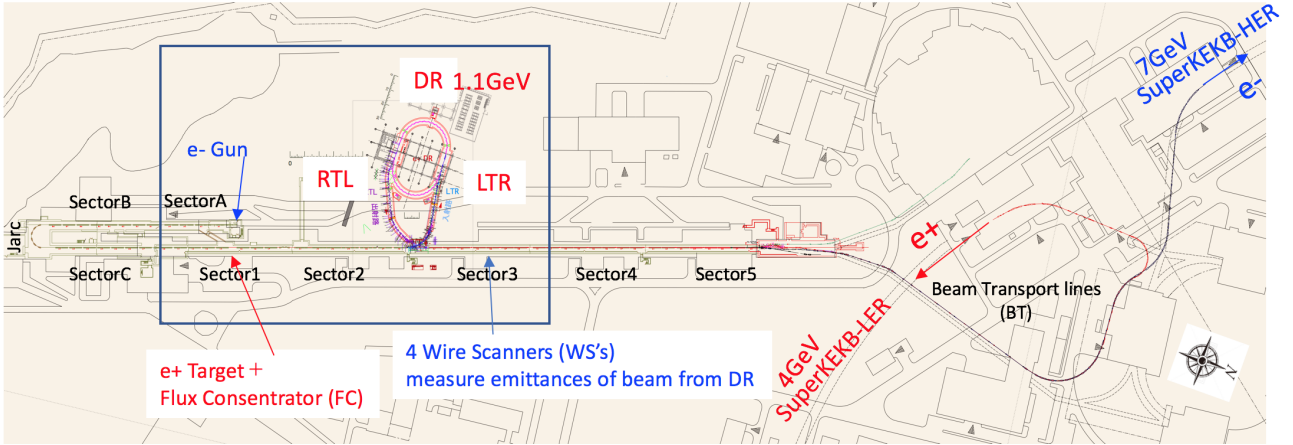 DR 1.1GeV
7GeV
SuperKEKB-HER
e-
e- Gun
RTL
LTR
e+ DR
LTR
SectorB
SectorA
Jarc
SectorC
Sector1
Sector2
Sector3
Sector4
Sector5
e+
Beam Transport lines
(BT)
4GeV
SuperKEKB-LER
4 Wire Scanners (WS's)
measure emittances of beam from DR
e+ Target +
Flux Consentrator (FC)
N